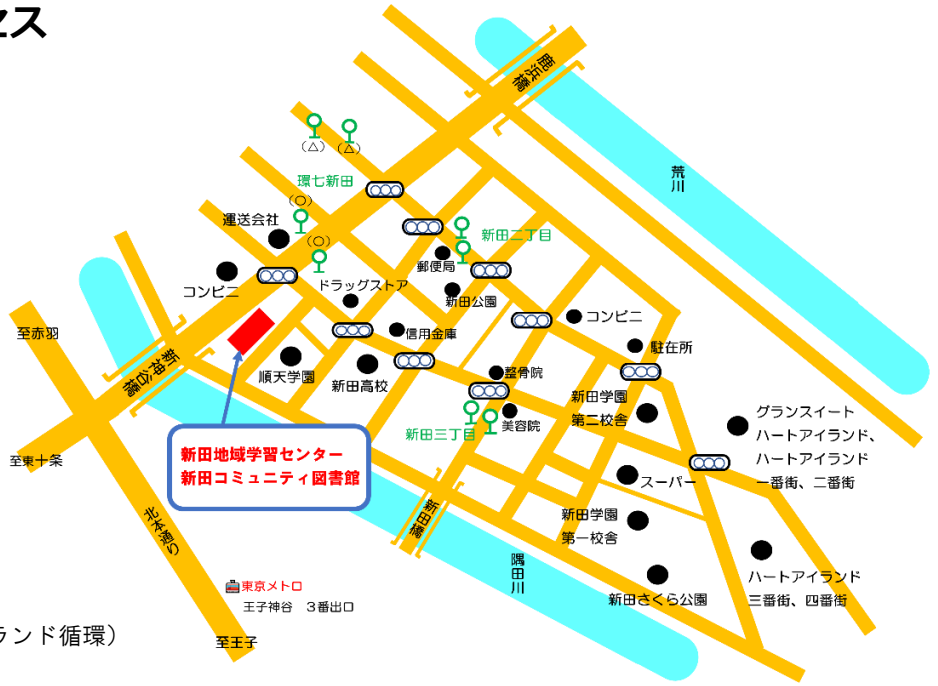 セス
鹿浜橋
荒川
(△)
(△)
環七新田
(○)
運送会社
(○)
新田二丁目
郵便局
コンビニ
ドラッグストア
新田公園
コンビニ
至赤羽
信用金庫
駐在所
新神谷橋
順天学園
新田高校
整骨院
新田学園
第二校舎
美容院
新田三丁目
グランスイート
ハートアイランド、
ハートアイランド
一番街、二番街
至東十条
新田地域学習センター
新田コミュニティ図書館
スーパー
新田橋
新田学園
第一校舎
北本通り
隅田川
東京メトロ
王子神谷 3番出口
新田さくら公園
ハートアイランド
三番街、四番街
至王子
ランド循環）